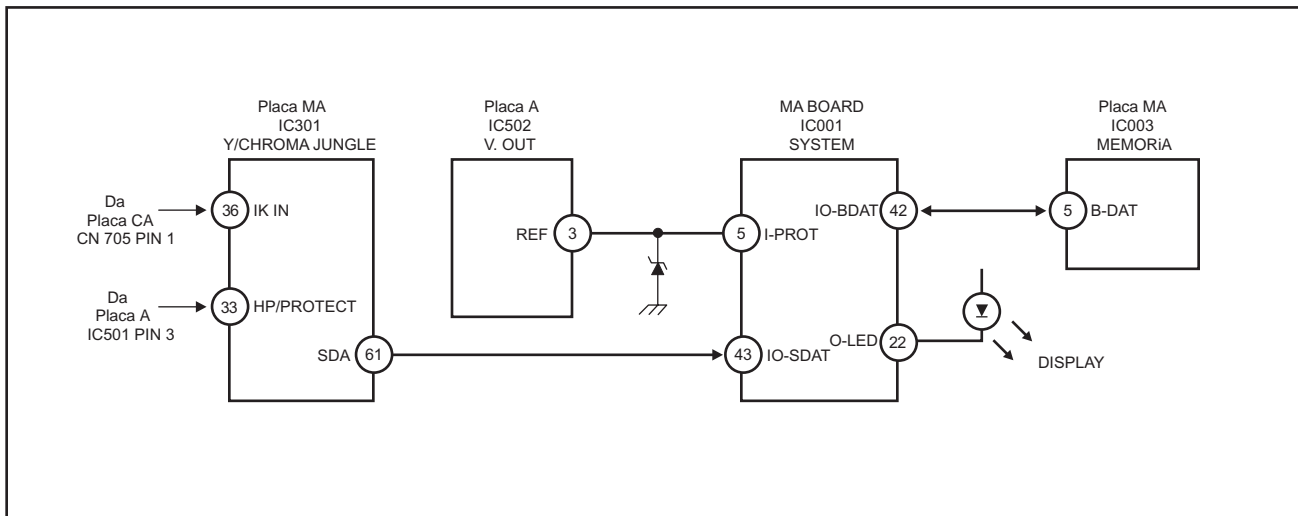 Placa MA
IC301
Y/CHROMA JUNGLE
Da
Placa CA
CN 705 PIN 1
36
IK IN
Da
Placa A
IC501 PIN 3
33
HP/PROTECT
SDA
61
Placa A
IC502
V. OUT
REF
3
MA BOARD
IC001
SYSTEM
5
I-PROT
IO-BDAT
42
43
IO-SDAT
O-LED
22
Placa MA
IC003
MEMORiA
5
B-DAT
DISPLAY